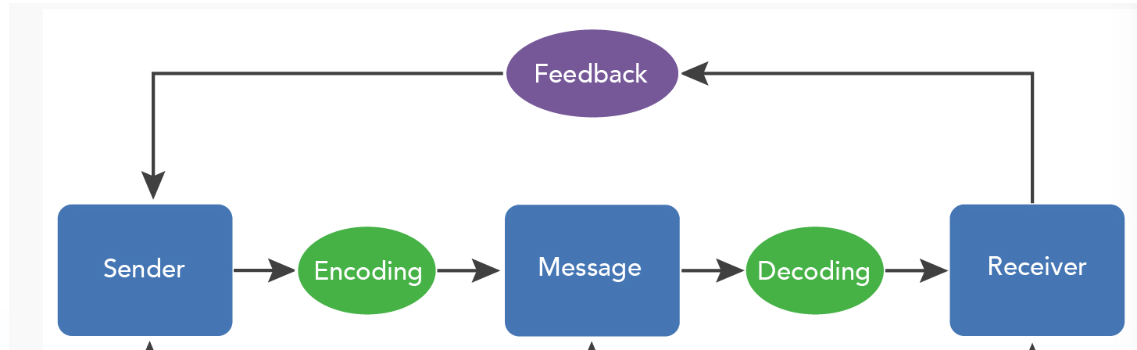 Feedback
Sender
Encoding
Message
Decoding
Receiver